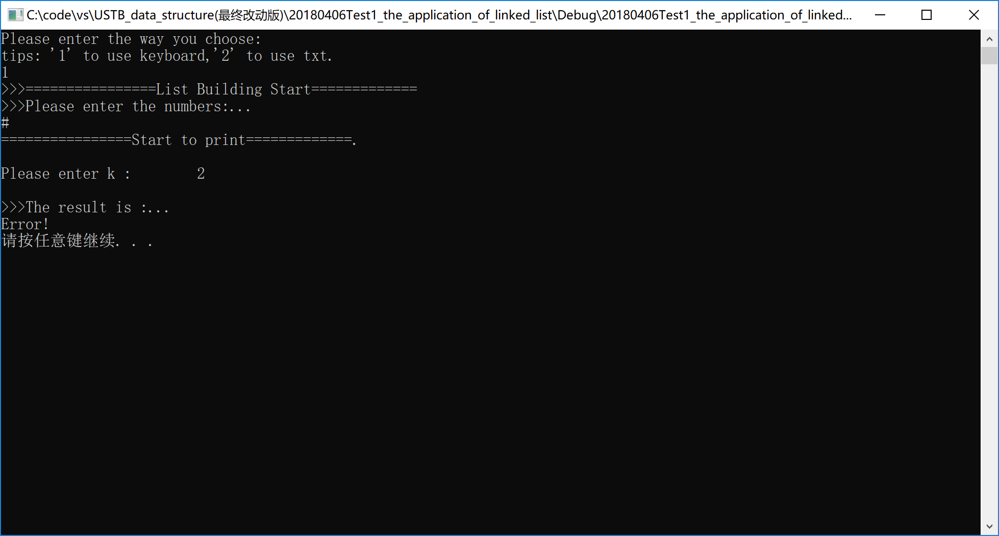 C:\code\vs\USTB_data_structure(最终改动版)\20180406Test1_the_application_of_linked_list\Debug\20180406Test1_the_application_of_linked...
Please enter the way you choose:
tips: '1' to use keyboard,'2' to use txt.
1
>>>================List Building Start=============
>>>Please enter the numbers:...
#
================Start to print=============.
Please enter k :        2
>>>The result is :...
Error!
请按任意键继续. . .